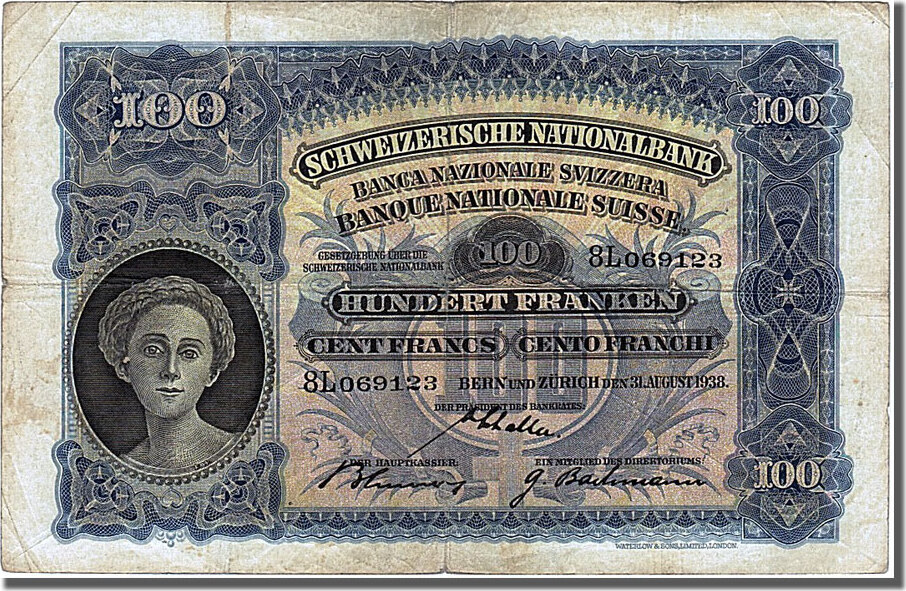 100
100
SCHWEIZERISCHE NATIONALBANK
BANCA NAZIONALE SVIZZERA
BANQUE NATIONALE SUISSE
GESETZGEBUNG ÜBER DIE
SCHWEIZERISCHE NATIONALBANK
100
8L069123
HUNDERT FRANKEN
100
CENT FRANCS CENTO FRANCHI
8L069123 BERN UND ZÜRICH DEN 31. AUGUST 1938.
DER PRÄSIDENT DES BANKRATES:
DER HAUPTKASSIER: EIN MITGLIED DES DIREKTORIUMS:
G. Bachmann
100
WATERLOW & SONS, LIMITED, LONDON.